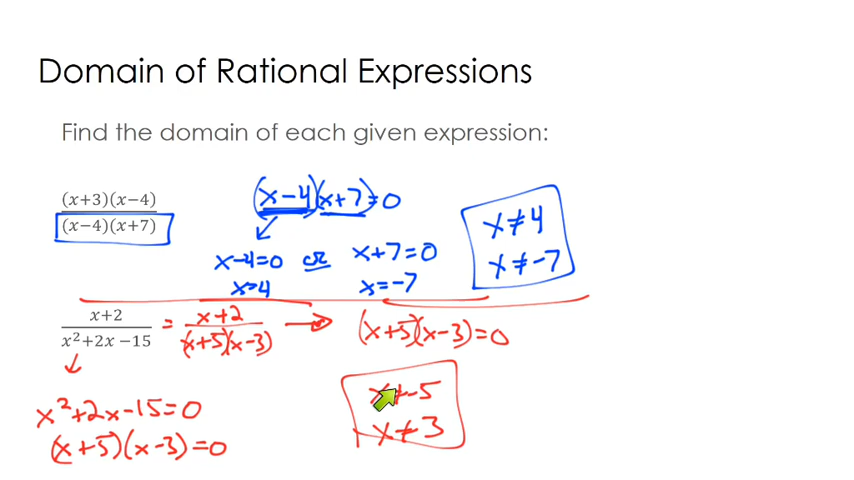 Domain of Rational Expressions
Find the domain of each given expression:
(x+3)(x−4)
(x−4)(x+7)
(x−4)(x+7)=0
x−4=0 or x+7=0
x=4 x=−7
x≠4
x≠−7
x+2
x²+2x −15
= x+2
(x+5)(x−3)
→ (x+5)(x−3)=0
x²+2x−15=0
(x+5)(x−3)=0
x≠−5
x≠3